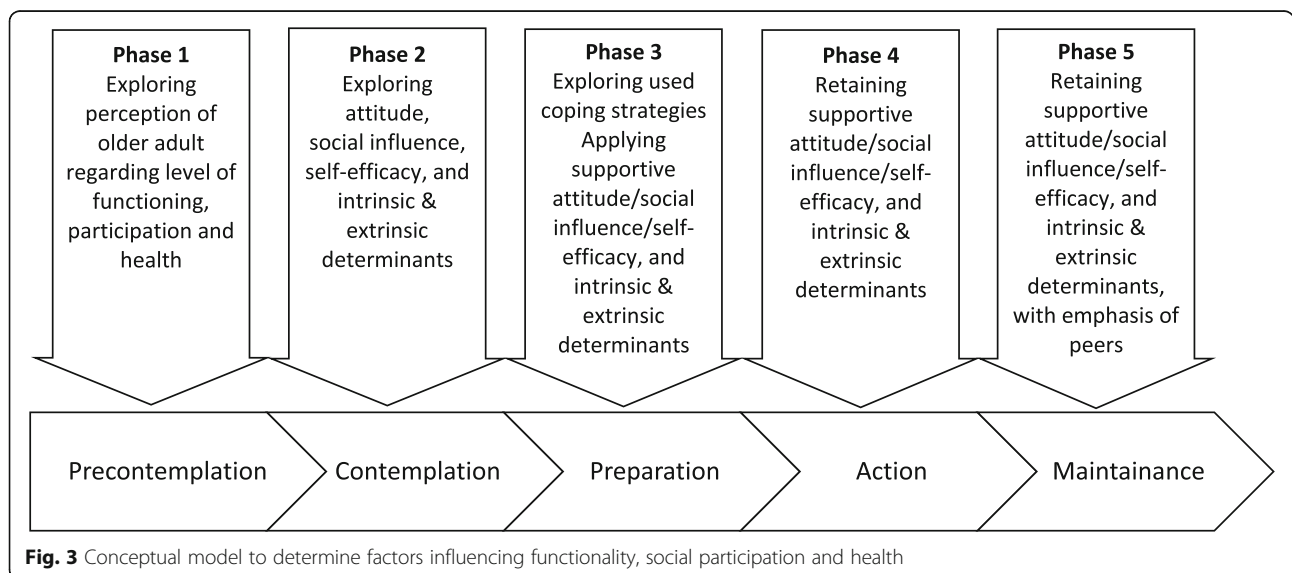 Phase 1
Exploring
perception of
older adult
regarding level of
functioning,
participation and
health
Phase 2
Exploring
attitude,
social influence,
self-efficacy, and
intrinsic &
extrinsic
determinants
Phase 3
Exploring used
coping strategies
Applying
supportive
attitude/social
influence/self-
efficacy, and
intrinsic &
extrinsic
determinants
Phase 4
Retaining
supportive
attitude/social
influence/self-
efficacy, and
intrinsic &
extrinsic
determinants
Phase 5
Retaining
supportive
attitude/social
influence/self-
efficacy, and
intrinsic &
extrinsic
determinants,
with emphasis of
peers
Precontemplation
Contemplation
Preparation
Action
Maintainance
Fig. 3 Conceptual model to determine factors influencing functionality, social participation and health